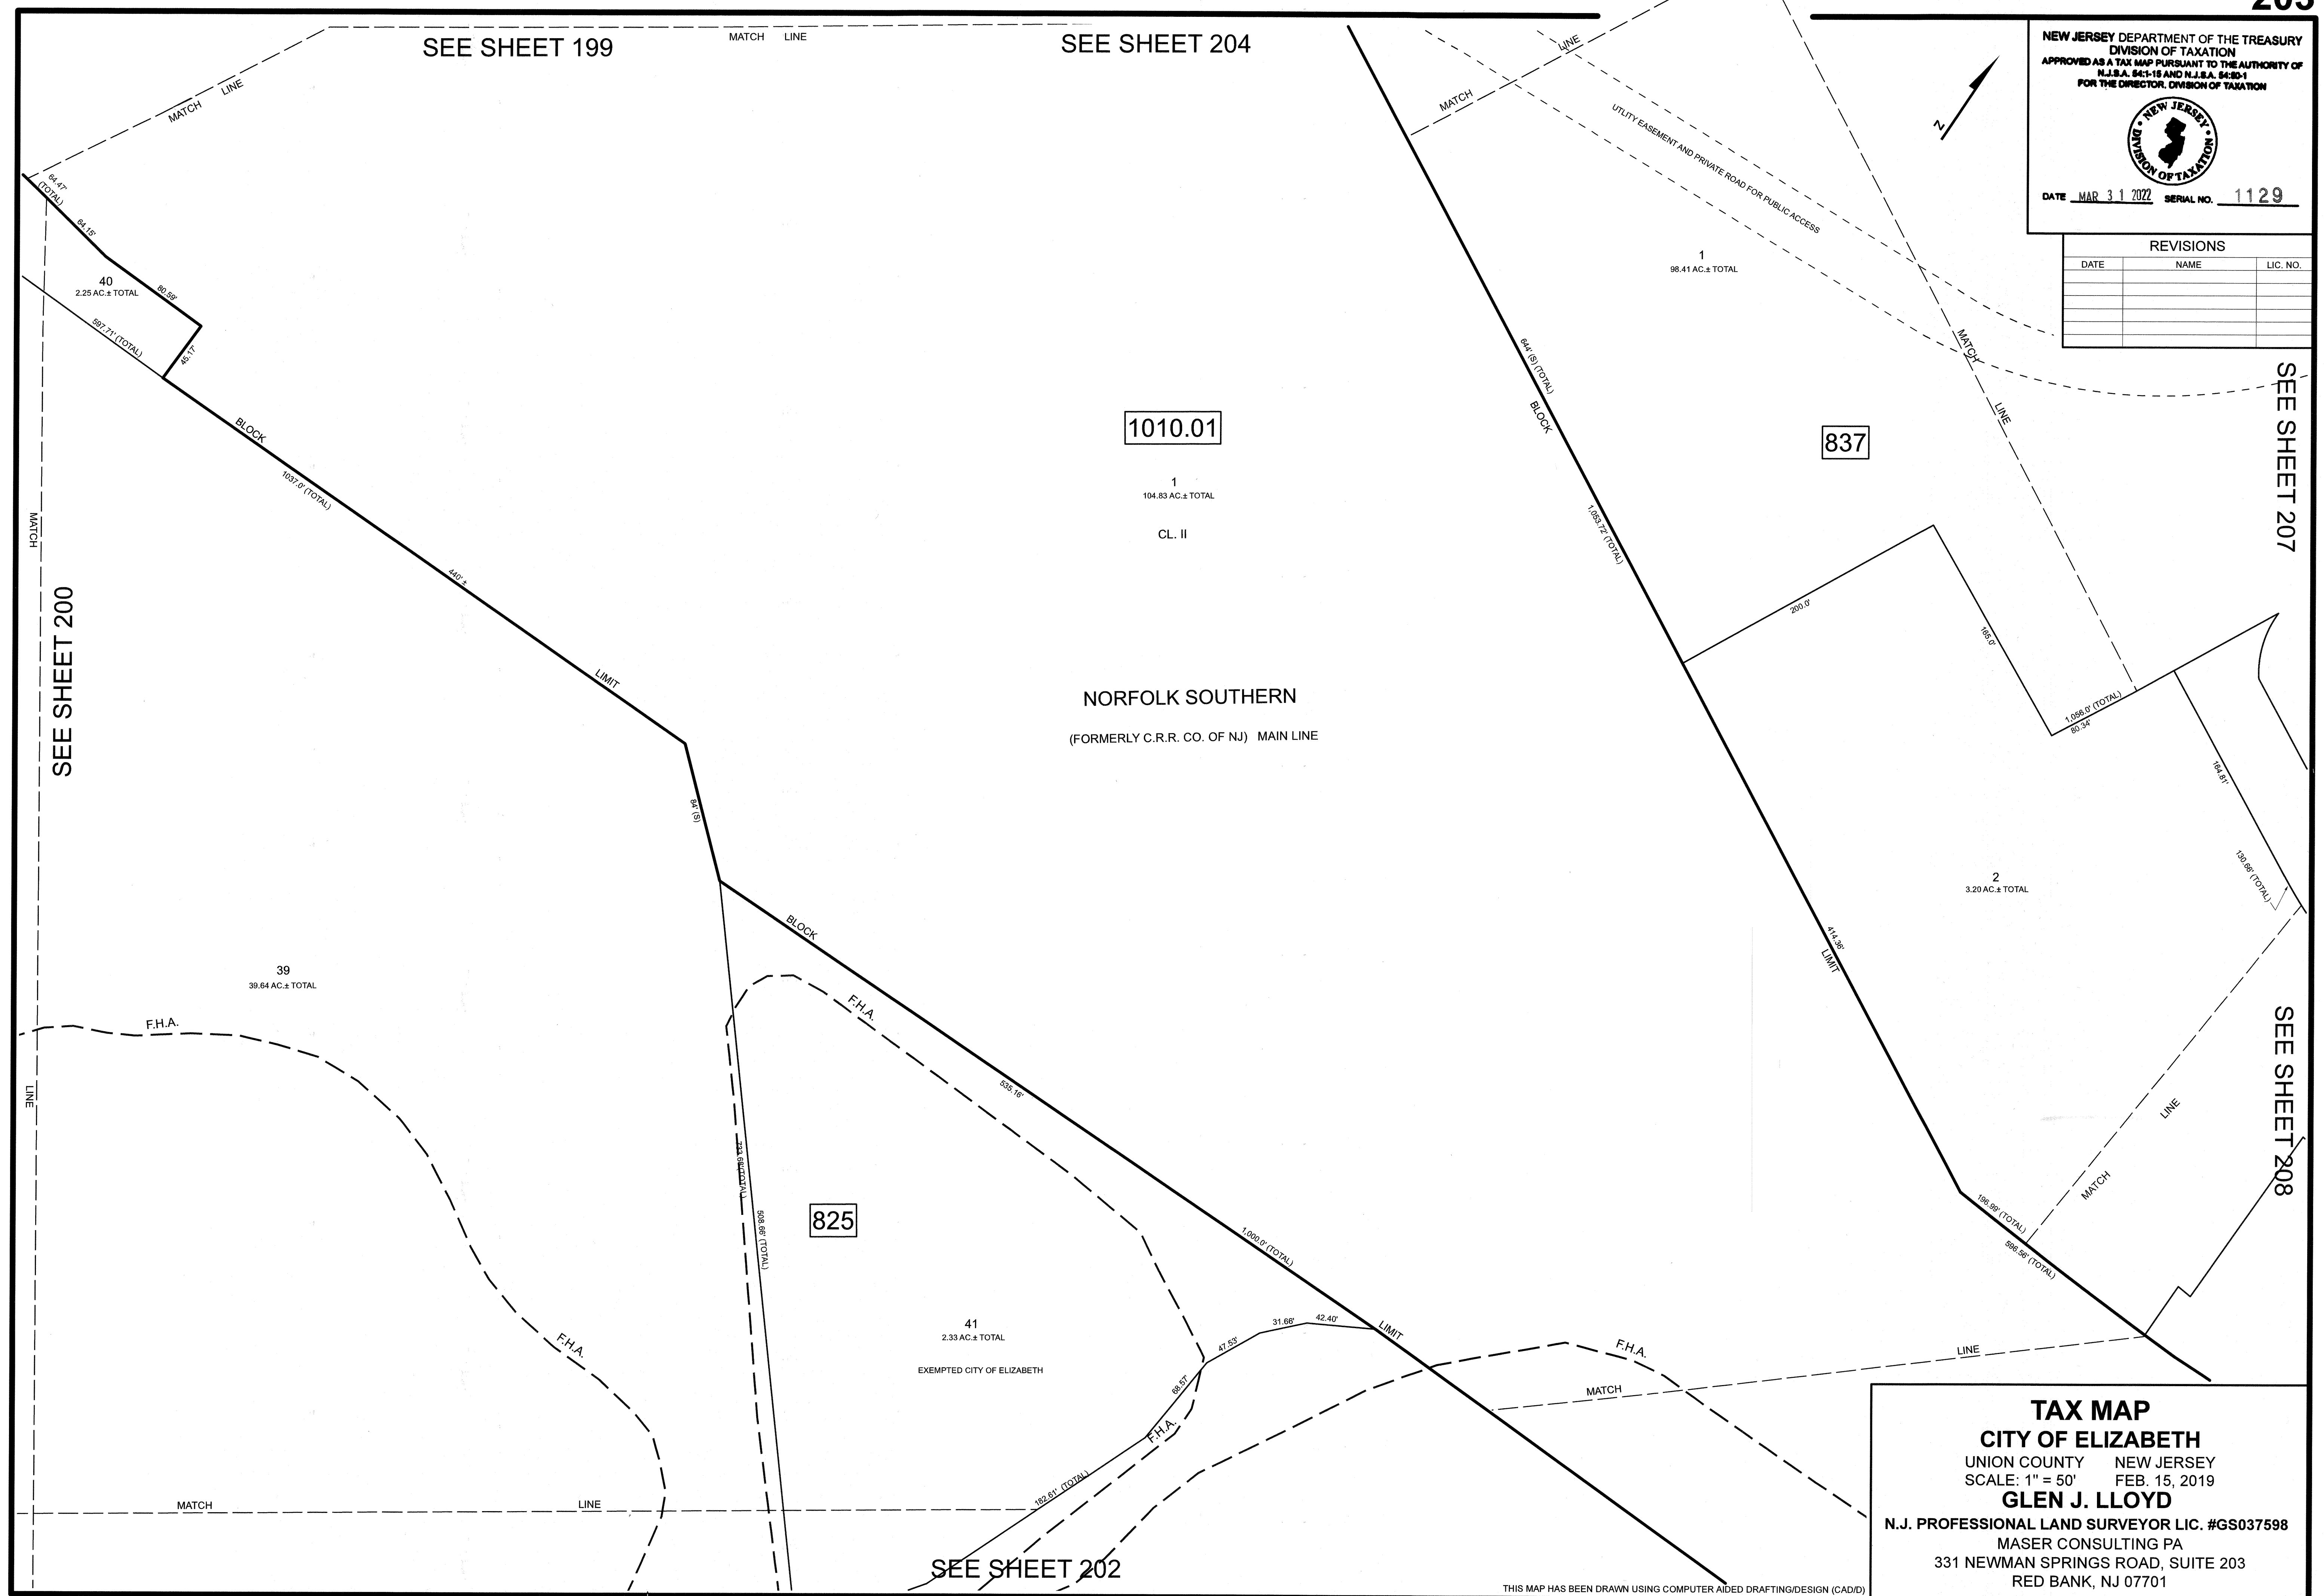 203
SEE SHEET 199
MATCH LINE
SEE SHEET 204
MATCH LINE
MATCH LINE
UTLITY EASEMENT AND PRIVATE ROAD FOR PUBLIC ACCESS
N
NEW JERSEY DEPARTMENT OF THE TREASURY
DIVISION OF TAXATION
APPROVED AS A TAX MAP PURSUANT TO THE AUTHORITY OF
N.J.S.A. 54:1-15 AND N.J.S.A. 54:50-1
FOR THE DIRECTOR, DIVISION OF TAXATION
NEW JERSEY
DIVISION OF TAXATION
DATE MAR 3 1 2022 SERIAL NO. 1129
REVISIONS
DATE NAME LIC. NO.
64.47'
(TOTAL)
64.15'
40
2.25 AC.± TOTAL
80.59'
597.71' (TOTAL)
45.17'
1
98.41 AC.± TOTAL
MATCH LINE
SEE SHEET 207
644' (S) (TOTAL)
BLOCK
1,053.72' (TOTAL)
1010.01
837
1
104.83 AC.± TOTAL
CL. II
BLOCK
1037.0' (TOTAL)
440' ±
LIMIT
MATCH
SEE SHEET 200
LINE
200.0'
165.0'
1,056.0' (TOTAL)
80.34'
164.81'
130.66' (TOTAL)
NORFOLK SOUTHERN
(FORMERLY C.R.R. CO. OF NJ) MAIN LINE
84' (S)
2
3.20 AC.± TOTAL
414.36'
LIMIT
BLOCK
39
39.64 AC.± TOTAL
F.H.A.
F.H.A.
535.16'
SEE SHEET 208
LINE
MATCH
733.68' (TOTAL)
508.66' (TOTAL)
825
196.99' (TOTAL)
596.56' (TOTAL)
1,000.0' (TOTAL)
41
2.33 AC.± TOTAL
EXEMPTED CITY OF ELIZABETH
31.66'
42.40'
LIMIT
47.53'
68.57'
F.H.A.
F.H.A.
F.H.A.
MATCH LINE
182.61' (TOTAL)
MATCH LINE
SEE SHEET 202
TAX MAP
CITY OF ELIZABETH
UNION COUNTY NEW JERSEY
SCALE: 1" = 50' FEB. 15, 2019
GLEN J. LLOYD
N.J. PROFESSIONAL LAND SURVEYOR LIC. #GS037598
MASER CONSULTING PA
331 NEWMAN SPRINGS ROAD, SUITE 203
RED BANK, NJ 07701
THIS MAP HAS BEEN DRAWN USING COMPUTER AIDED DRAFTING/DESIGN (CAD/D)